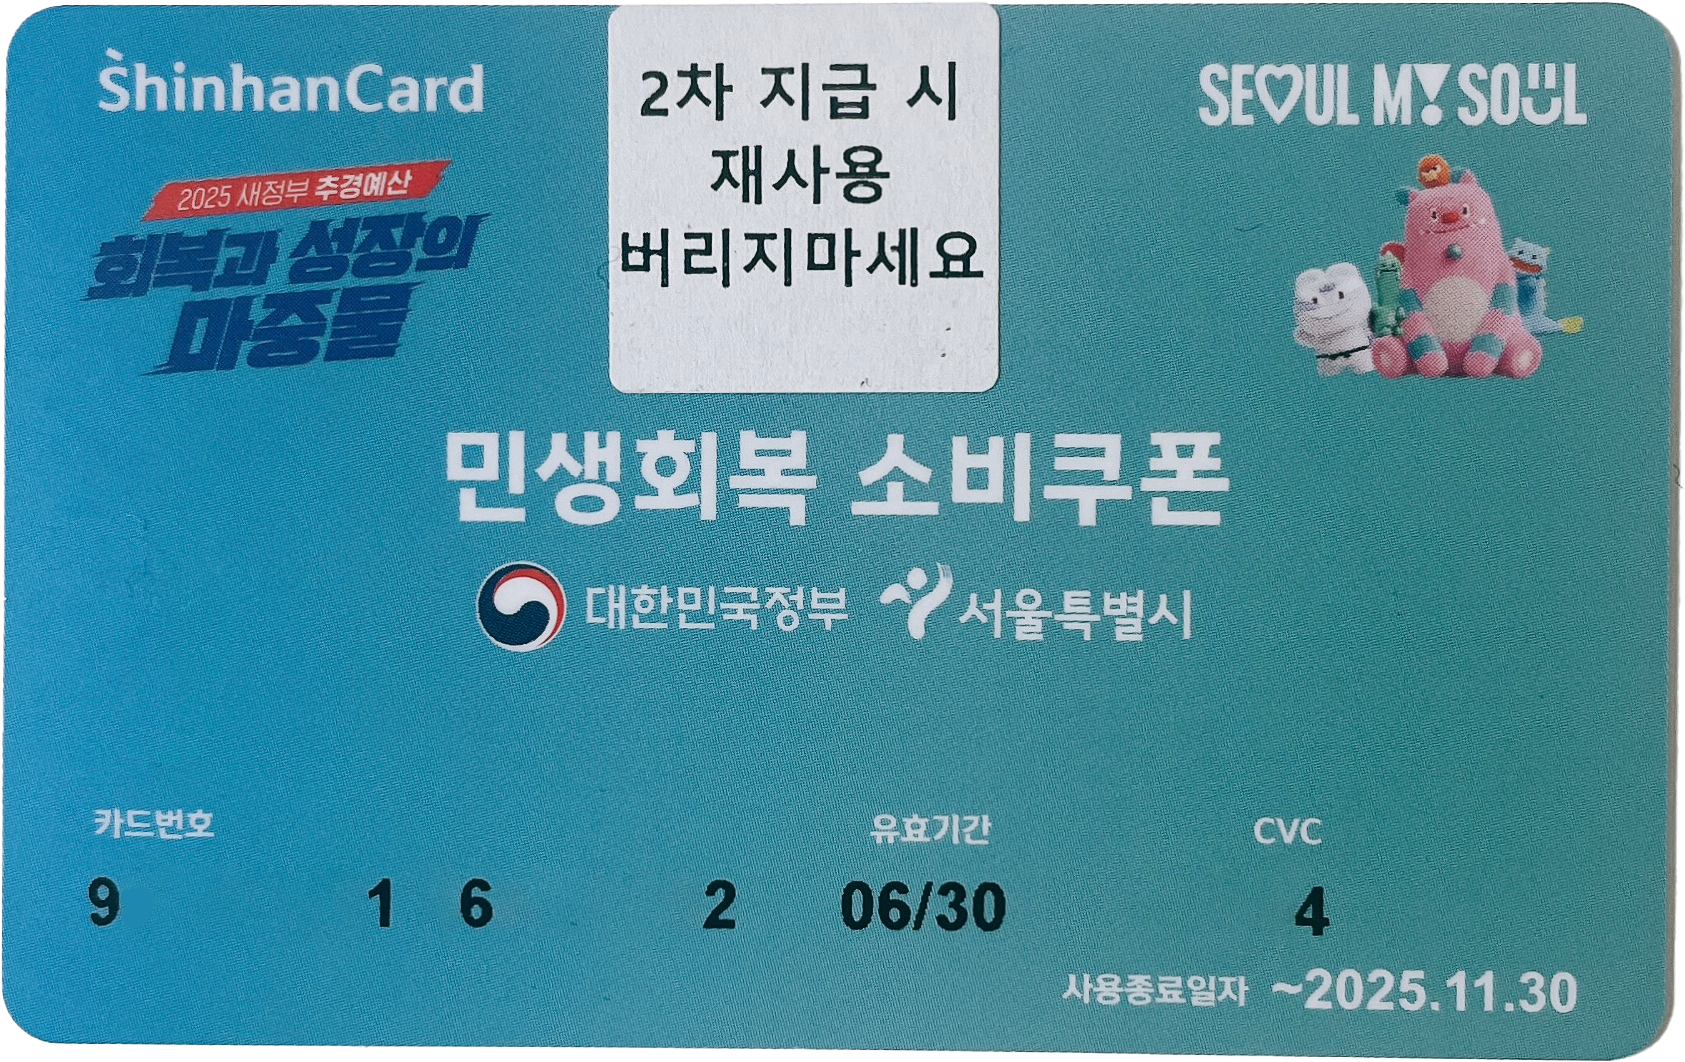 ShinhanCard
2차 지급 시
재사용
버리지마세요
SEOUL MY SOUL
2025 새정부 추경예산
회복과 성장의
마중물
민생회복 소비쿠폰
대한민국정부 서울특별시
카드번호 유효기간 CVC
9 1 6 2 06/30 4
사용종료일자 ~2025.11.30